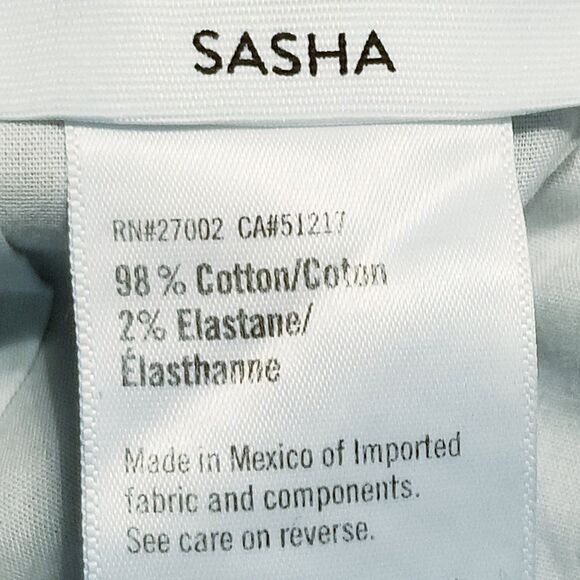 SASHA
RN#27002 CA#51217
98 % Cotton/Coton
2% Elastane/
Élasthanne
Made in Mexico of Imported
fabric and components.
See care on reverse.